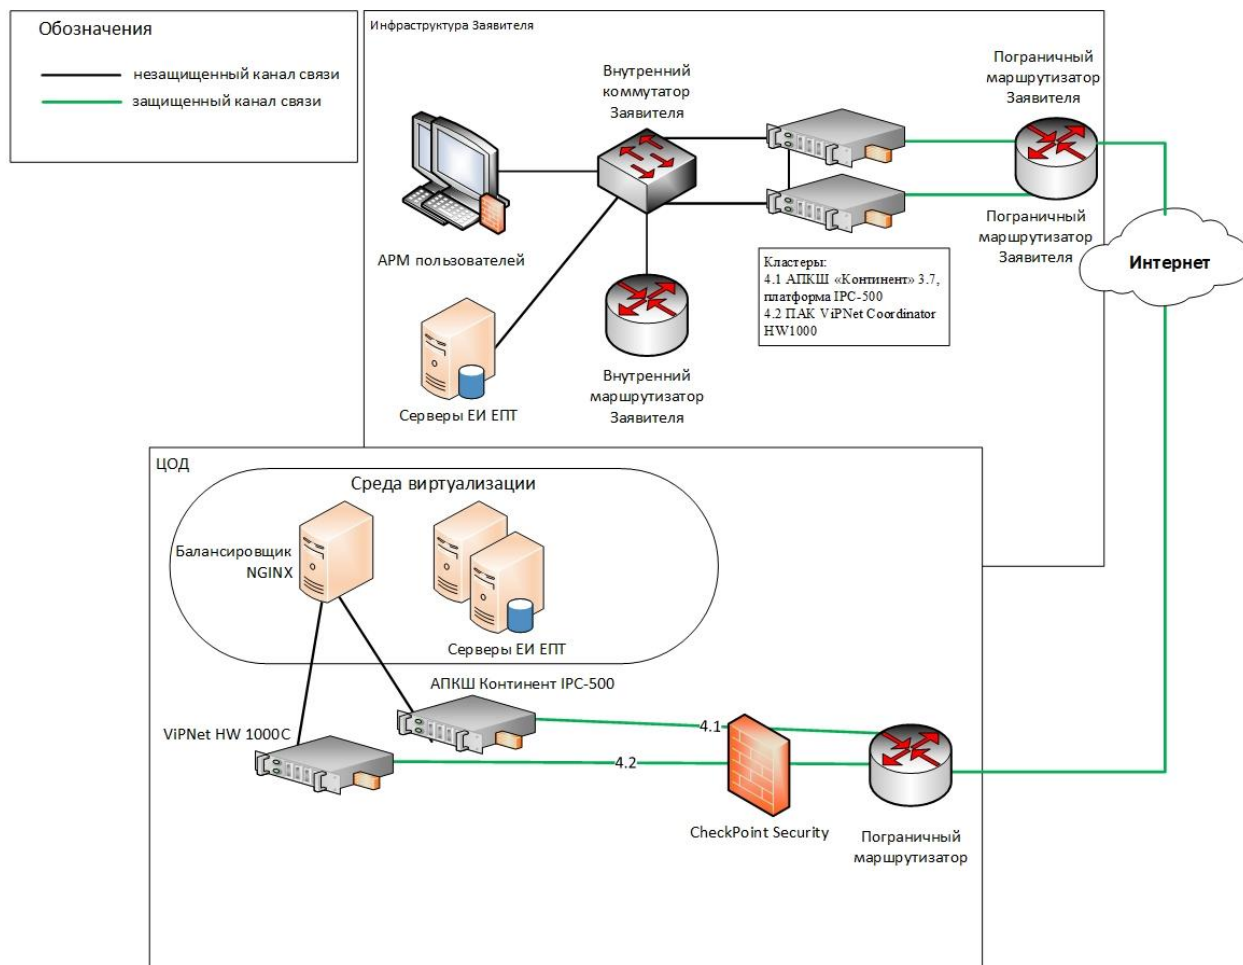 Обозначения
незащищенный канал связи
защищенный канал связи
Инфраструктура Заявителя
Внутренний
коммутатор
Заявителя
Пограничный
маршрутизатор
Заявителя
АРМ пользователей
Пограничный
маршрутизатор
Заявителя
Интернет
Кластеры:
4.1 АПКШ «Континент» 3.7,
платформа IPC-500
4.2 ПАК ViPNet Coordinator
HW1000
Серверы ЕИ ЕПТ
Внутренний
маршрутизатор
Заявителя
ЦОД
Среда виртуализации
Балансировщик
NGINX
Серверы ЕИ ЕПТ
АПКШ Континент IPC-500
ViPNet HW 1000C
4.1
4.2
CheckPoint Security
Пограничный
маршрутизатор